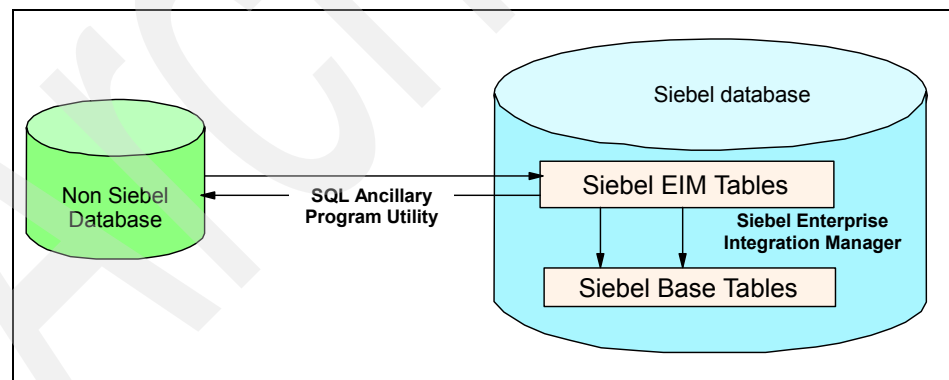 Siebel database
Non Siebel
Database
SQL Ancillary
Program Utility
Siebel EIM Tables
Siebel Enterprise
Integration Manager
Siebel Base Tables